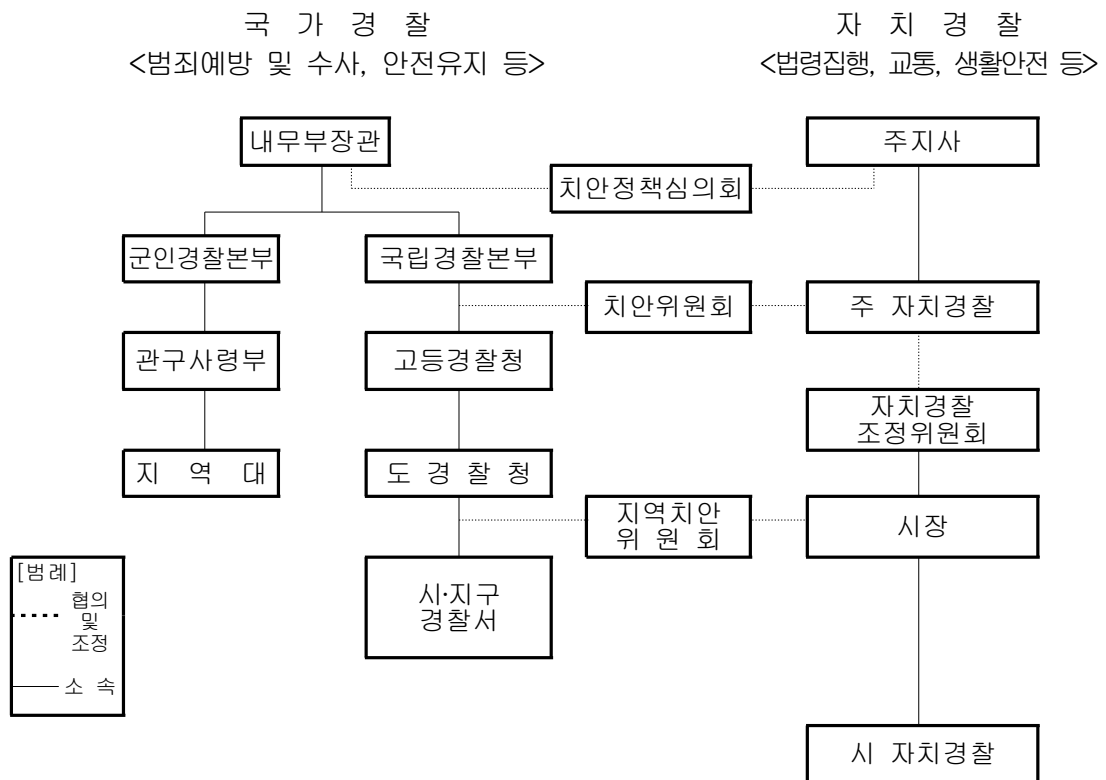 국 가 경 찰
<범죄예방 및 수사, 안전유지 등>
자 치 경 찰
<법령집행, 교통, 생활안전 등>
내무부장관
주지사
치안정책심의회
군인경찰본부
국립경찰본부
치안위원회
주 자치경찰
관구사령부
고등경찰청
자치경찰
조정위원회
지 역 대
도 경 찰 청
지역치안
위 원 회
시장
시·지구
경찰서
[범례]
협의
및
조정
소 속
시 자치경찰